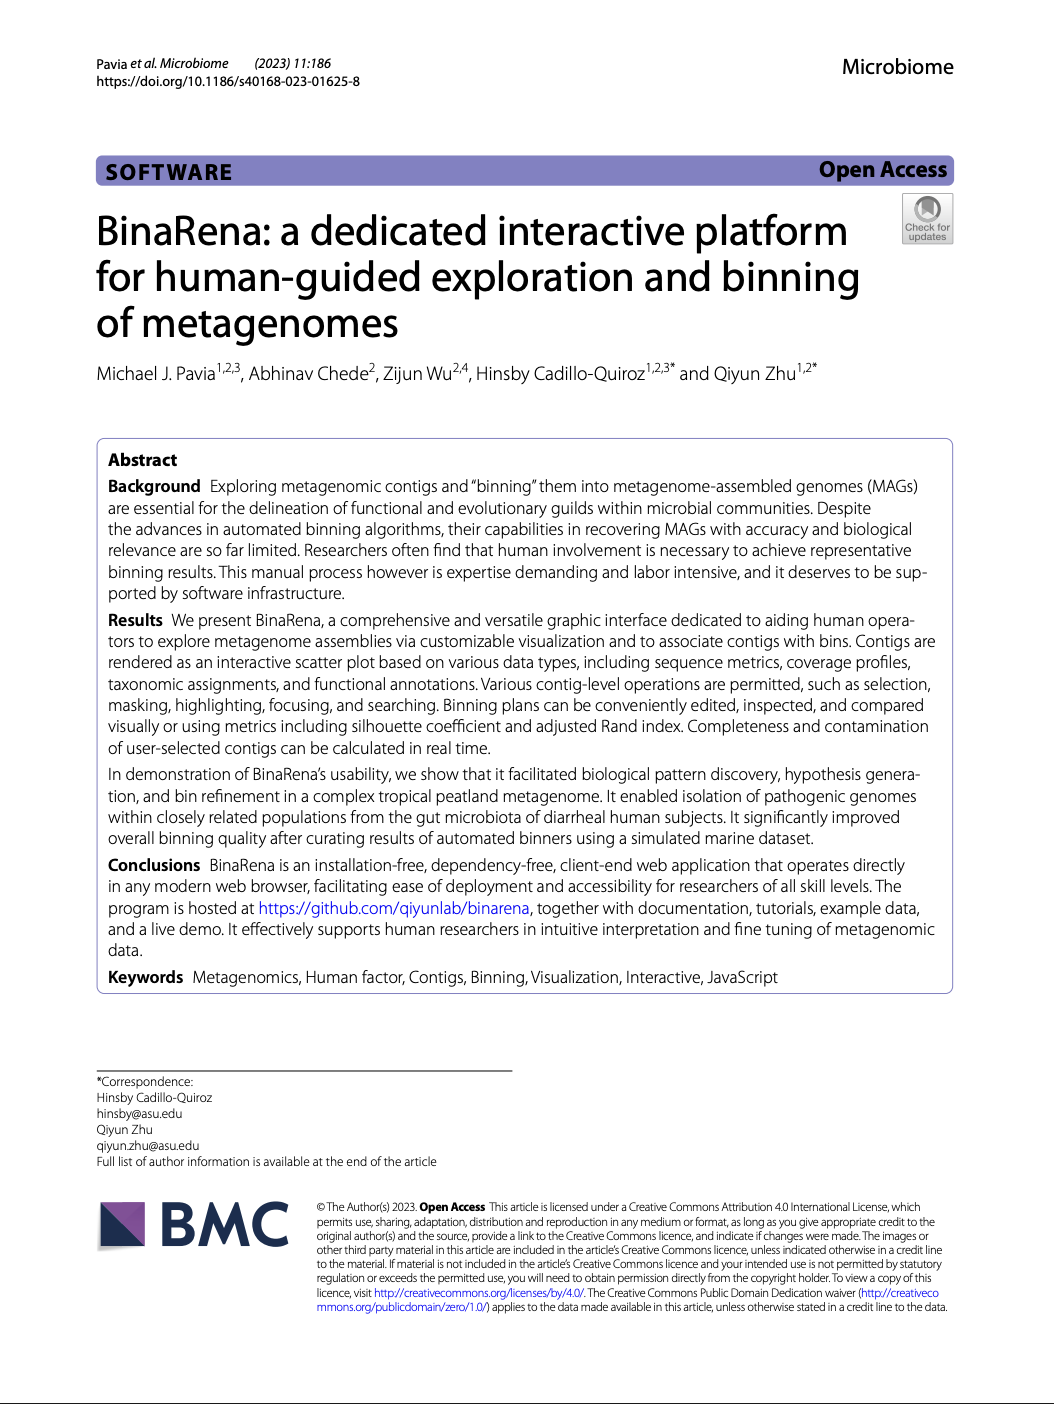 Pavia et al. Microbiome (2023) 11:186
https://doi.org/10.1186/s40168-023-01625-8
Microbiome
SOFTWARE
Open Access
Check for
updates
BinaRena: a dedicated interactive platform
for human-guided exploration and binning
of metagenomes
Michael J. Pavia1,2,3, Abhinav Chede2, Zijun Wu2,4, Hinsby Cadillo-Quiroz1,2,3* and Qiyun Zhu1,2*
Abstract
Background Exploring metagenomic contigs and “binning” them into metagenome-assembled genomes (MAGs)
are essential for the delineation of functional and evolutionary guilds within microbial communities. Despite
the advances in automated binning algorithms, their capabilities in recovering MAGs with accuracy and biological
relevance are so far limited. Researchers often find that human involvement is necessary to achieve representative
binning results. This manual process however is expertise demanding and labor intensive, and it deserves to be sup-
ported by software infrastructure.
Results We present BinaRena, a comprehensive and versatile graphic interface dedicated to aiding human opera-
tors to explore metagenome assemblies via customizable visualization and to associate contigs with bins. Contigs are
rendered as an interactive scatter plot based on various data types, including sequence metrics, coverage profiles,
taxonomic assignments, and functional annotations. Various contig-level operations are permitted, such as selection,
masking, highlighting, focusing, and searching. Binning plans can be conveniently edited, inspected, and compared
visually or using metrics including silhouette coefficient and adjusted Rand index. Completeness and contamination
of user-selected contigs can be calculated in real time.
In demonstration of BinaRena’s usability, we show that it facilitated biological pattern discovery, hypothesis genera-
tion, and bin refinement in a complex tropical peatland metagenome. It enabled isolation of pathogenic genomes
within closely related populations from the gut microbiota of diarrheal human subjects. It significantly improved
overall binning quality after curating results of automated binners using a simulated marine dataset.
Conclusions BinaRena is an installation-free, dependency-free, client-end web application that operates directly
in any modern web browser, facilitating ease of deployment and accessibility for researchers of all skill levels. The
program is hosted at https://github.com/qiyunlab/binarena, together with documentation, tutorials, example data,
and a live demo. It effectively supports human researchers in intuitive interpretation and fine tuning of metagenomic
data.
Keywords Metagenomics, Human factor, Contigs, Binning, Visualization, Interactive, JavaScript
*Correspondence:
Hinsby Cadillo-Quiroz
hinsby@asu.edu
Qiyun Zhu
qiyun.zhu@asu.edu
Full list of author information is available at the end of the article
BMC
© The Author(s) 2023. Open Access This article is licensed under a Creative Commons Attribution 4.0 International License, which
permits use, sharing, adaptation, distribution and reproduction in any medium or format, as long as you give appropriate credit to the
original author(s) and the source, provide a link to the Creative Commons licence, and indicate if changes were made. The images or
other third party material in this article are included in the article’s Creative Commons licence, unless indicated otherwise in a credit line
to the material. If material is not included in the article’s Creative Commons licence and your intended use is not permitted by statutory
regulation or exceeds the permitted use, you will need to obtain permission directly from the copyright holder. To view a copy of this
licence, visit http://creativecommons.org/licenses/by/4.0/. The Creative Commons Public Domain Dedication waiver (http://creativeco
mmons.org/publicdomain/zero/1.0/) applies to the data made available in this article, unless otherwise stated in a credit line to the data.